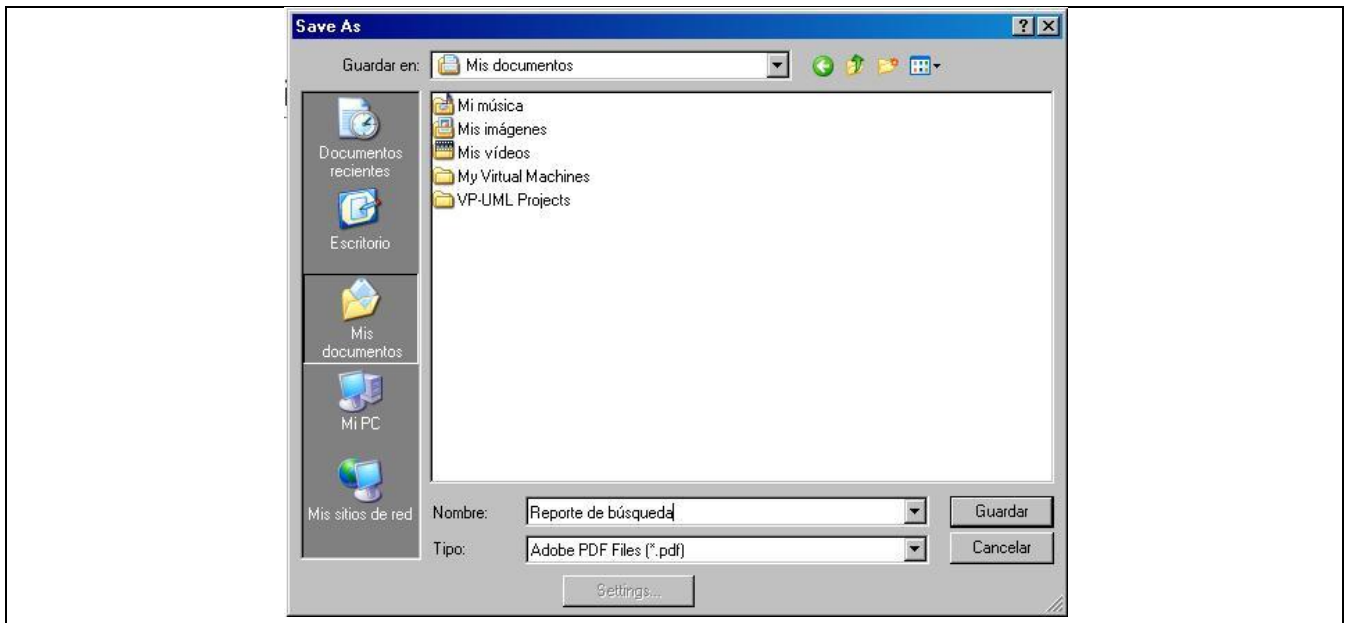 Save As
Guardar en:
Mis documentos
Documentos
recientes
Escritorio
Mis
documentos
Mi PC
Mis sitios de red
Mi música
Mis imágenes
Mis vídeos
My Virtual Machines
VP-UML Projects
Nombre:
Reporte de búsqueda
Guardar
Tipo:
Adobe PDF Files (*.pdf)
Cancelar
Settings...